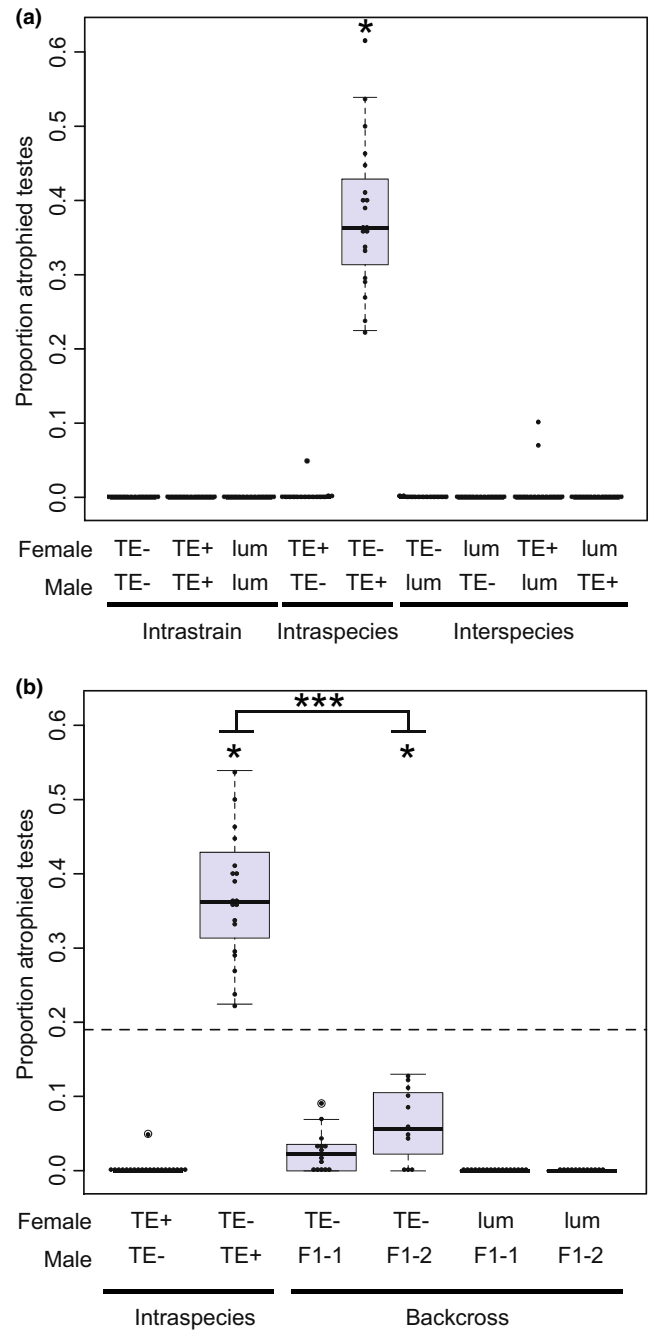 (a)
*
0.6
0.5
0.4
0.3
0.2
0.1
0.0
Proportion atrophied testes
Female TE- TE+ lum TE+ TE- TE- lum TE+ lum
Male TE- TE+ lum TE- TE+ lum TE- lum TE+
Intrastrain Intraspecies Interspecies
(b)
***
* *
0.6
0.5
0.4
0.3
0.2
0.1
0.0
Proportion atrophied testes
Female TE+ TE- TE- TE- lum lum
Male TE- TE+ F1-1 F1-2 F1-1 F1-2
Intraspecies Backcross